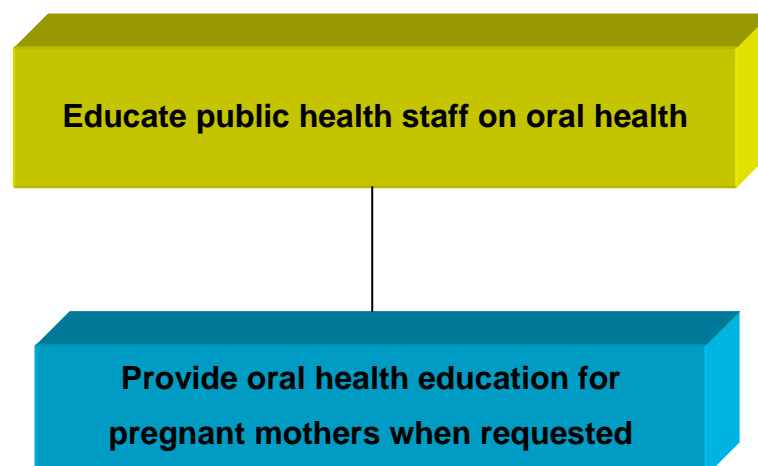 Educate public health staff on oral health
Provide oral health education for
pregnant mothers when requested